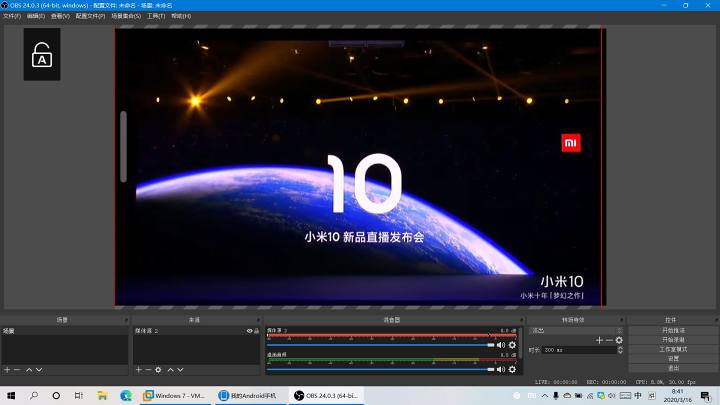 OBS 24.0.3 (64-bit, windows) - 配置文件: 未命名 - 场景: 未命名
文件(F) 编辑(E) 查看(V) 配置文件(P) 场景集合(S) 工具(T) 帮助(H)
A
mi
10
小米10 新品直播发布会
小米10
小米十年「梦幻之作」
场景 来源 混音器 转场特效 控件
场景
媒体源 2
媒体源 2 0.0 dB
桌面音频 0.0 dB
淡出
时长 300 ms
开始推流
开始录制
工作室模式
设置
退出
LIVE: 00:00:00 REC: 00:00:00 CPU: 8.8%, 30.00 fps
Windows 7 - VM...
我的Android手机
OBS 24.0.3 (64-bi...
中
8:41
2020/3/16